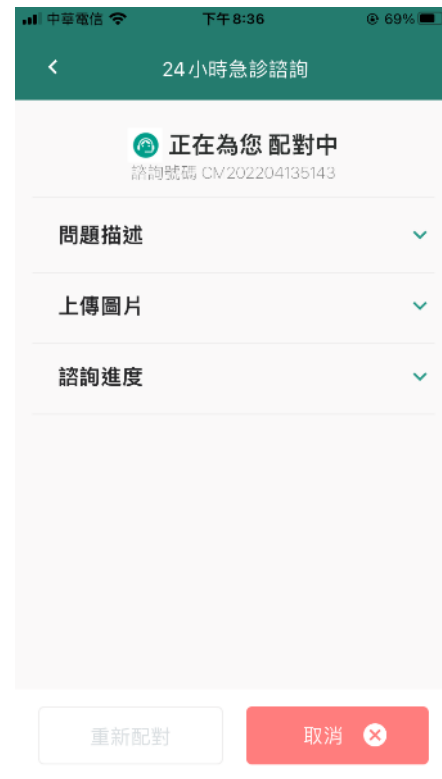 中華電信 下午8:36 69%
24小時急診諮詢
正在為您 配對中
諮詢號碼 CM202204135143
問題描述
上傳圖片
諮詢進度
重新配對 取消